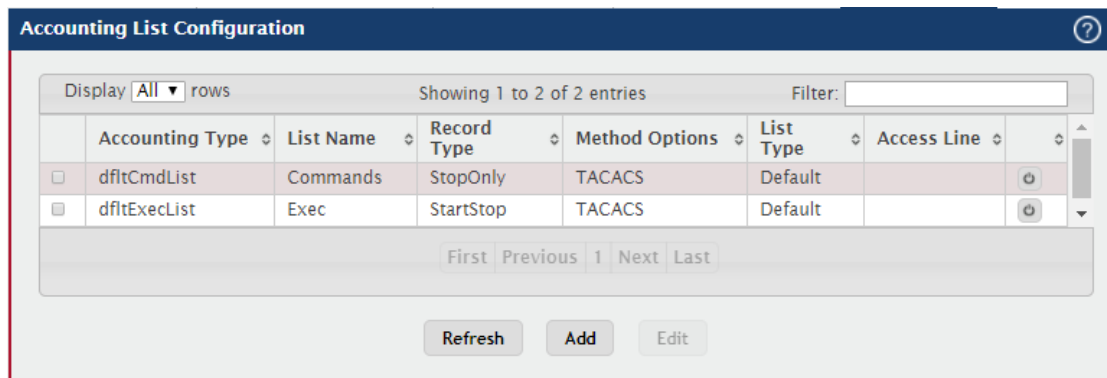 Accounting List Configuration ?
Display All rows Showing 1 to 2 of 2 entries Filter:
Accounting Type List Name Record Type Method Options List Type Access Line
dfltCmdList Commands StopOnly TACACS Default
dfltExecList Exec StartStop TACACS Default
First Previous 1 Next Last
Refresh Add Edit